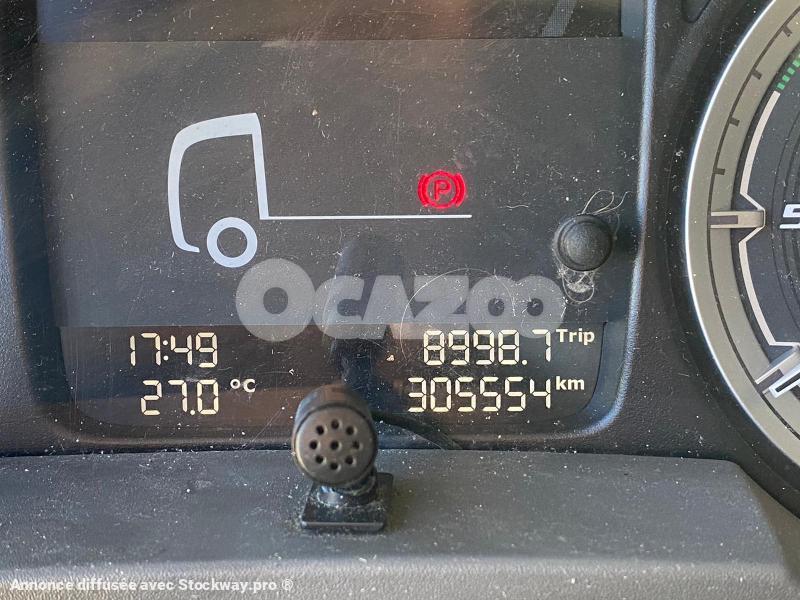 P
OCAZOO
17:49 8998.7 Trip
27.0 °C 305554 km
Annonce diffusée avec Stockway.pro ®